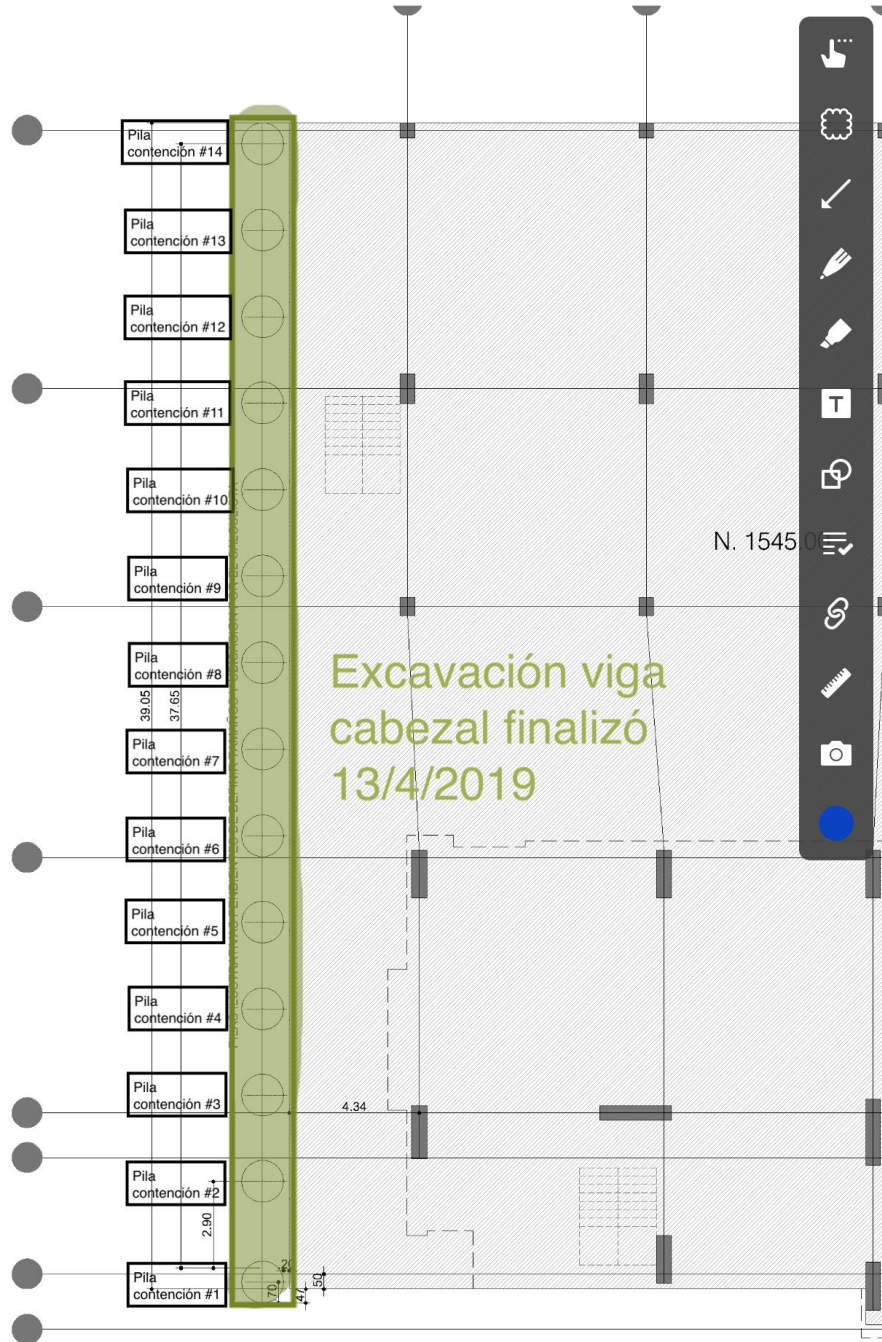 Pila
contención #14
Pila
contención #13
Pila
contención #12
Pila
contención #11
Pila
contención #10
Pila
contención #9
Pila
contención #8
Pila
contención #7
Pila
contención #6
Pila
contención #5
Pila
contención #4
Pila
contención #3
Pila
contención #2
Pila
contención #1
39.05
37.65
N. 1545.0
Excavación viga
cabezal finalizó
13/4/2019
4.34
2.90
.70
.47
.50
T